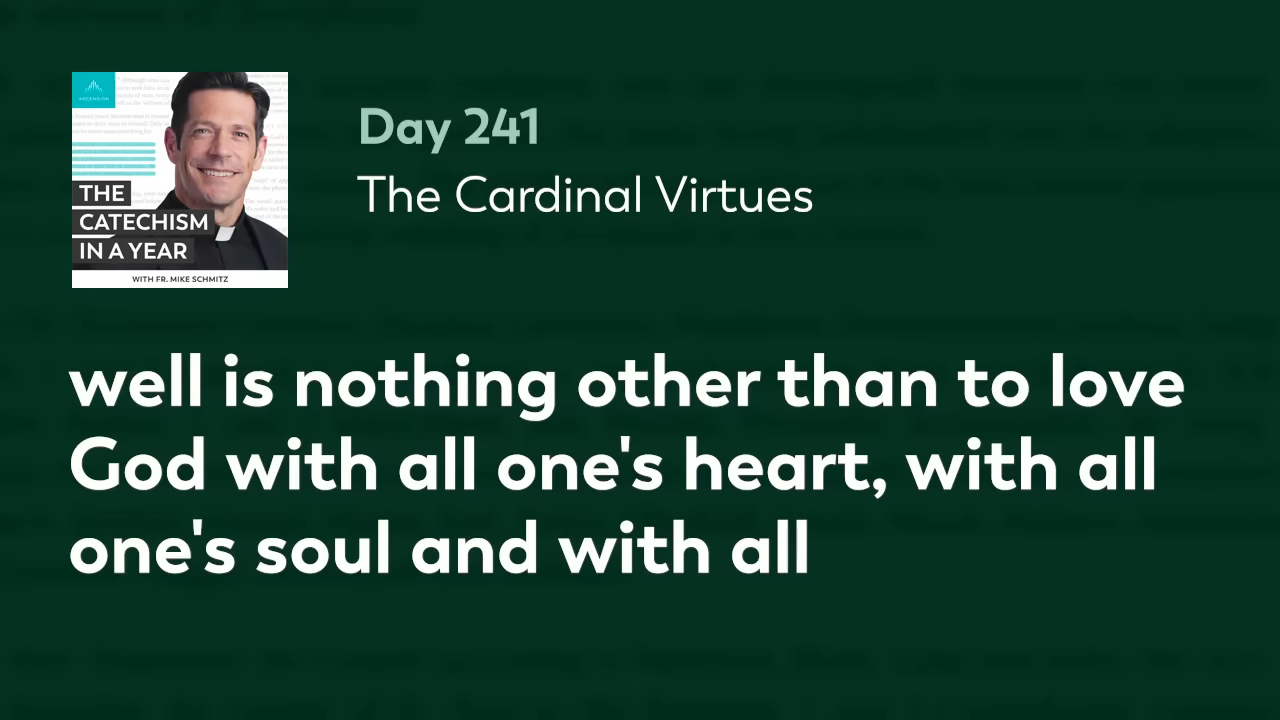 Day 241
The Cardinal Virtues
ASCENSION
THE
CATECHISM
IN A YEAR
WITH FR. MIKE SCHMITZ
well is nothing other than to love
God with all one's heart, with all
one's soul and with all